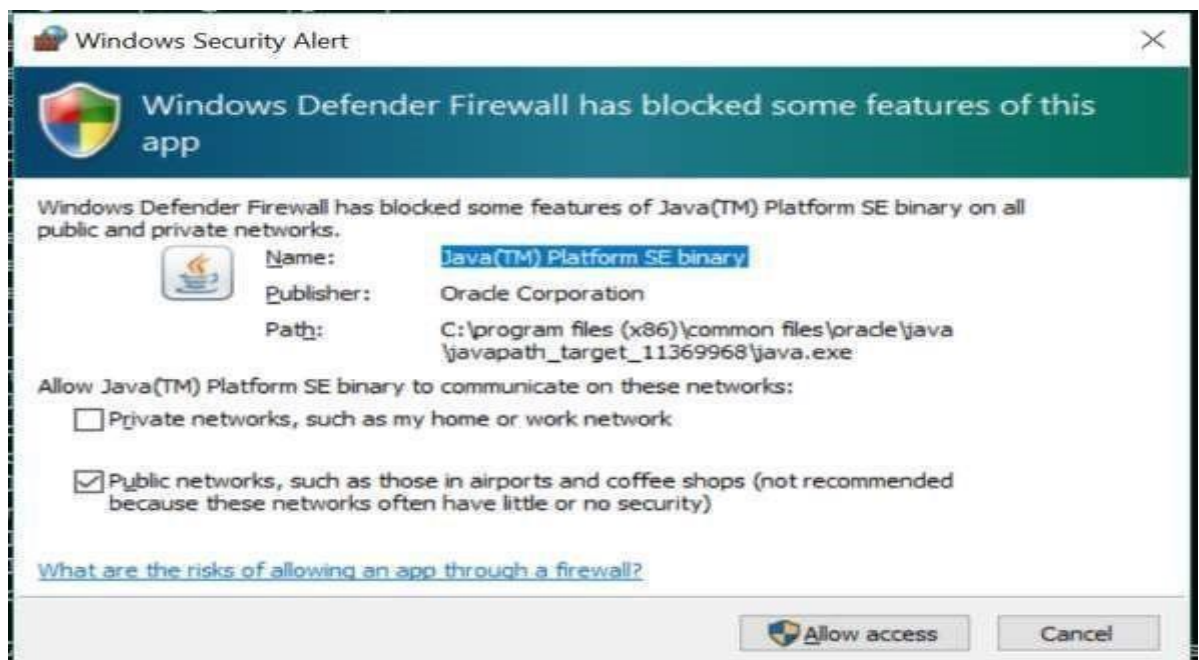 Windows Security Alert
Windows Defender Firewall has blocked some features of this
app
Windows Defender Firewall has blocked some features of Java(TM) Platform SE binary on all
public and private networks.
Name: Java(TM) Platform SE binary
Publisher: Oracle Corporation
Path: C:\program files (x86)\common files\oracle\java
\javapath_target_11369968\java.exe
Allow Java(TM) Platform SE binary to communicate on these networks:
Private networks, such as my home or work network
Public networks, such as those in airports and coffee shops (not recommended
because these networks often have little or no security)
What are the risks of allowing an app through a firewall?
Allow access Cancel